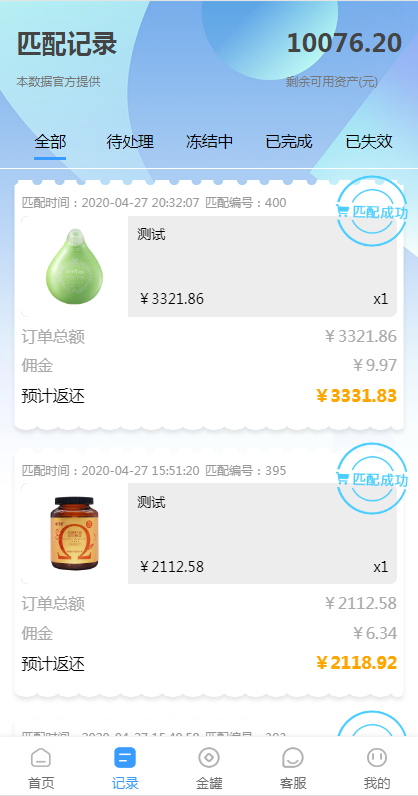 匹配记录
10076.20
本数据官方提供
剩余可用资产(元)
全部 待处理 冻结中 已完成 已失效
匹配时间：2020-04-27 20:32:07 匹配编号：400
匹配成功
测试
￥3321.86 x1
订单总额 ￥3321.86
佣金 ￥9.97
预计返还 ￥3331.83
匹配时间：2020-04-27 15:51:20 匹配编号：395
匹配成功
测试
￥2112.58 x1
订单总额 ￥2112.58
佣金 ￥6.34
预计返还 ￥2118.92
首页 记录 金罐 客服 我的